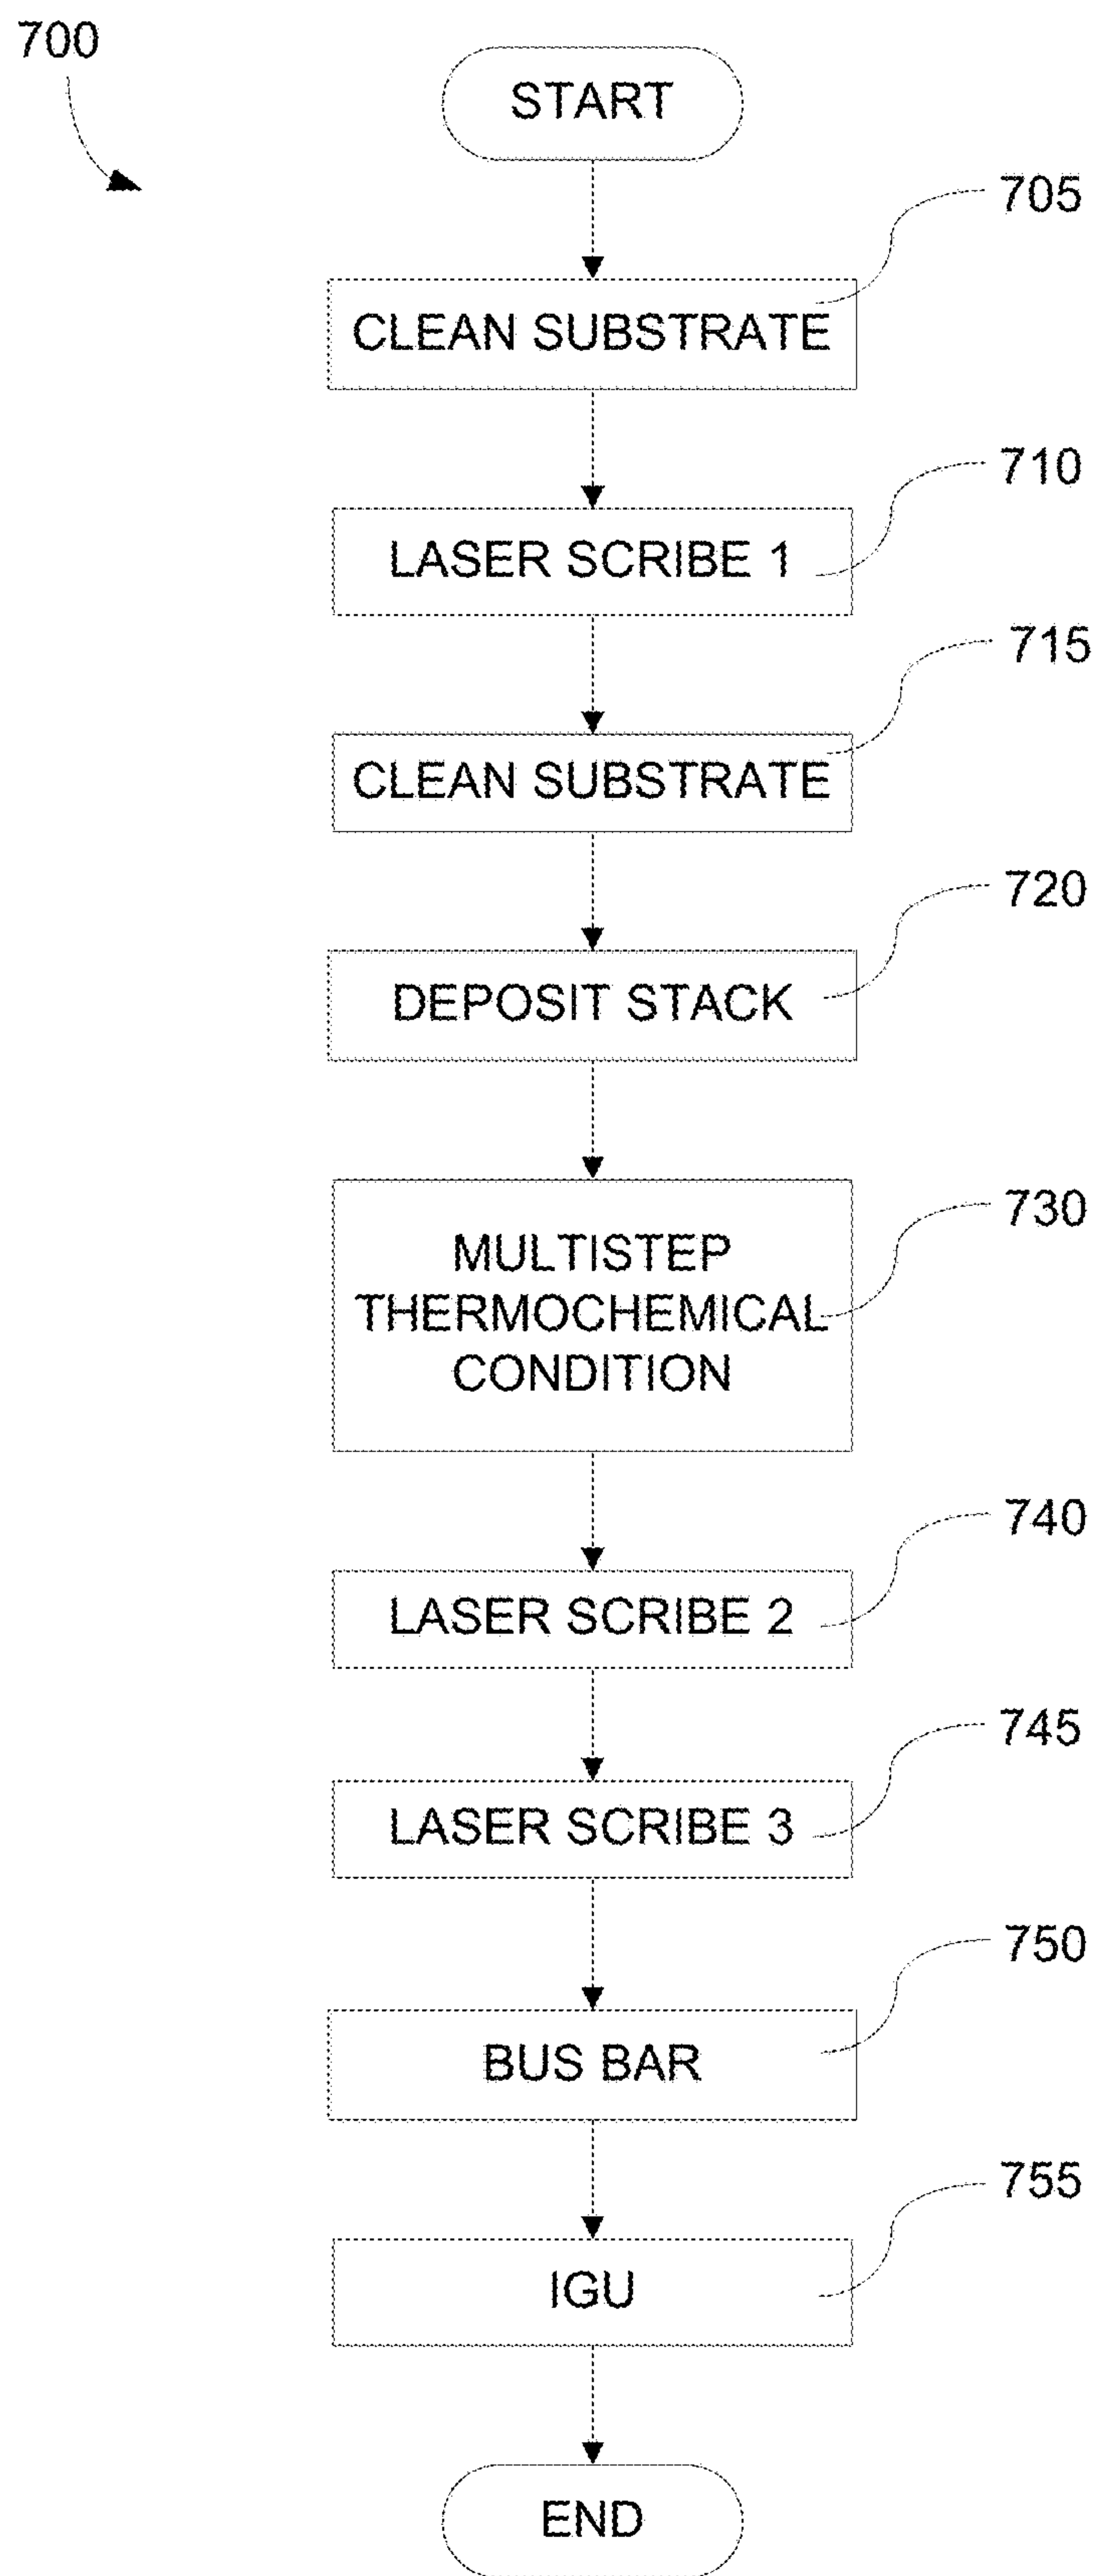 700
START
705
CLEAN SUBSTRATE
710
LASER SCRIBE 1
715
CLEAN SUBSTRATE
720
DEPOSIT STACK
730
MULTISTEP
THERMOCHEMICAL
CONDITION
740
LASER SCRIBE 2
745
LASER SCRIBE 3
750
BUS BAR
755
IGU
END